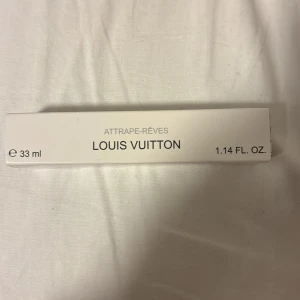 ATTRAPE-RÊVES
℮ 33 ml LOUIS VUITTON 1.14 FL. OZ.